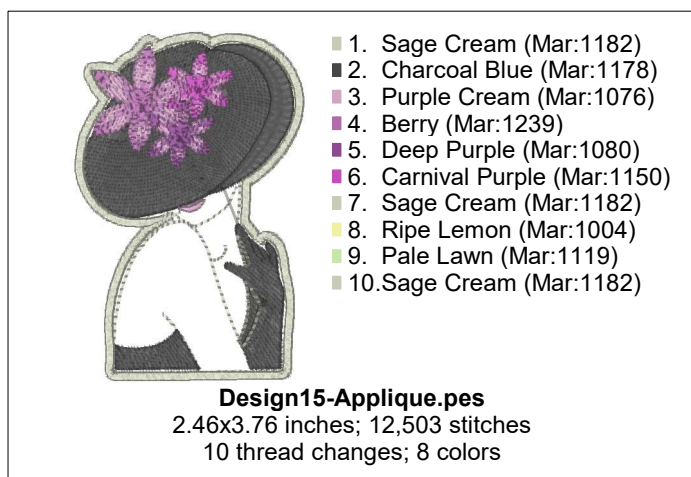 1. Sage Cream (Mar:1182)
2. Charcoal Blue (Mar:1178)
3. Purple Cream (Mar:1076)
4. Berry (Mar:1239)
5. Deep Purple (Mar:1080)
6. Carnival Purple (Mar:1150)
7. Sage Cream (Mar:1182)
8. Ripe Lemon (Mar:1004)
9. Pale Lawn (Mar:1119)
10.Sage Cream (Mar:1182)
Design15-Applique.pes
2.46x3.76 inches; 12,503 stitches
10 thread changes; 8 colors